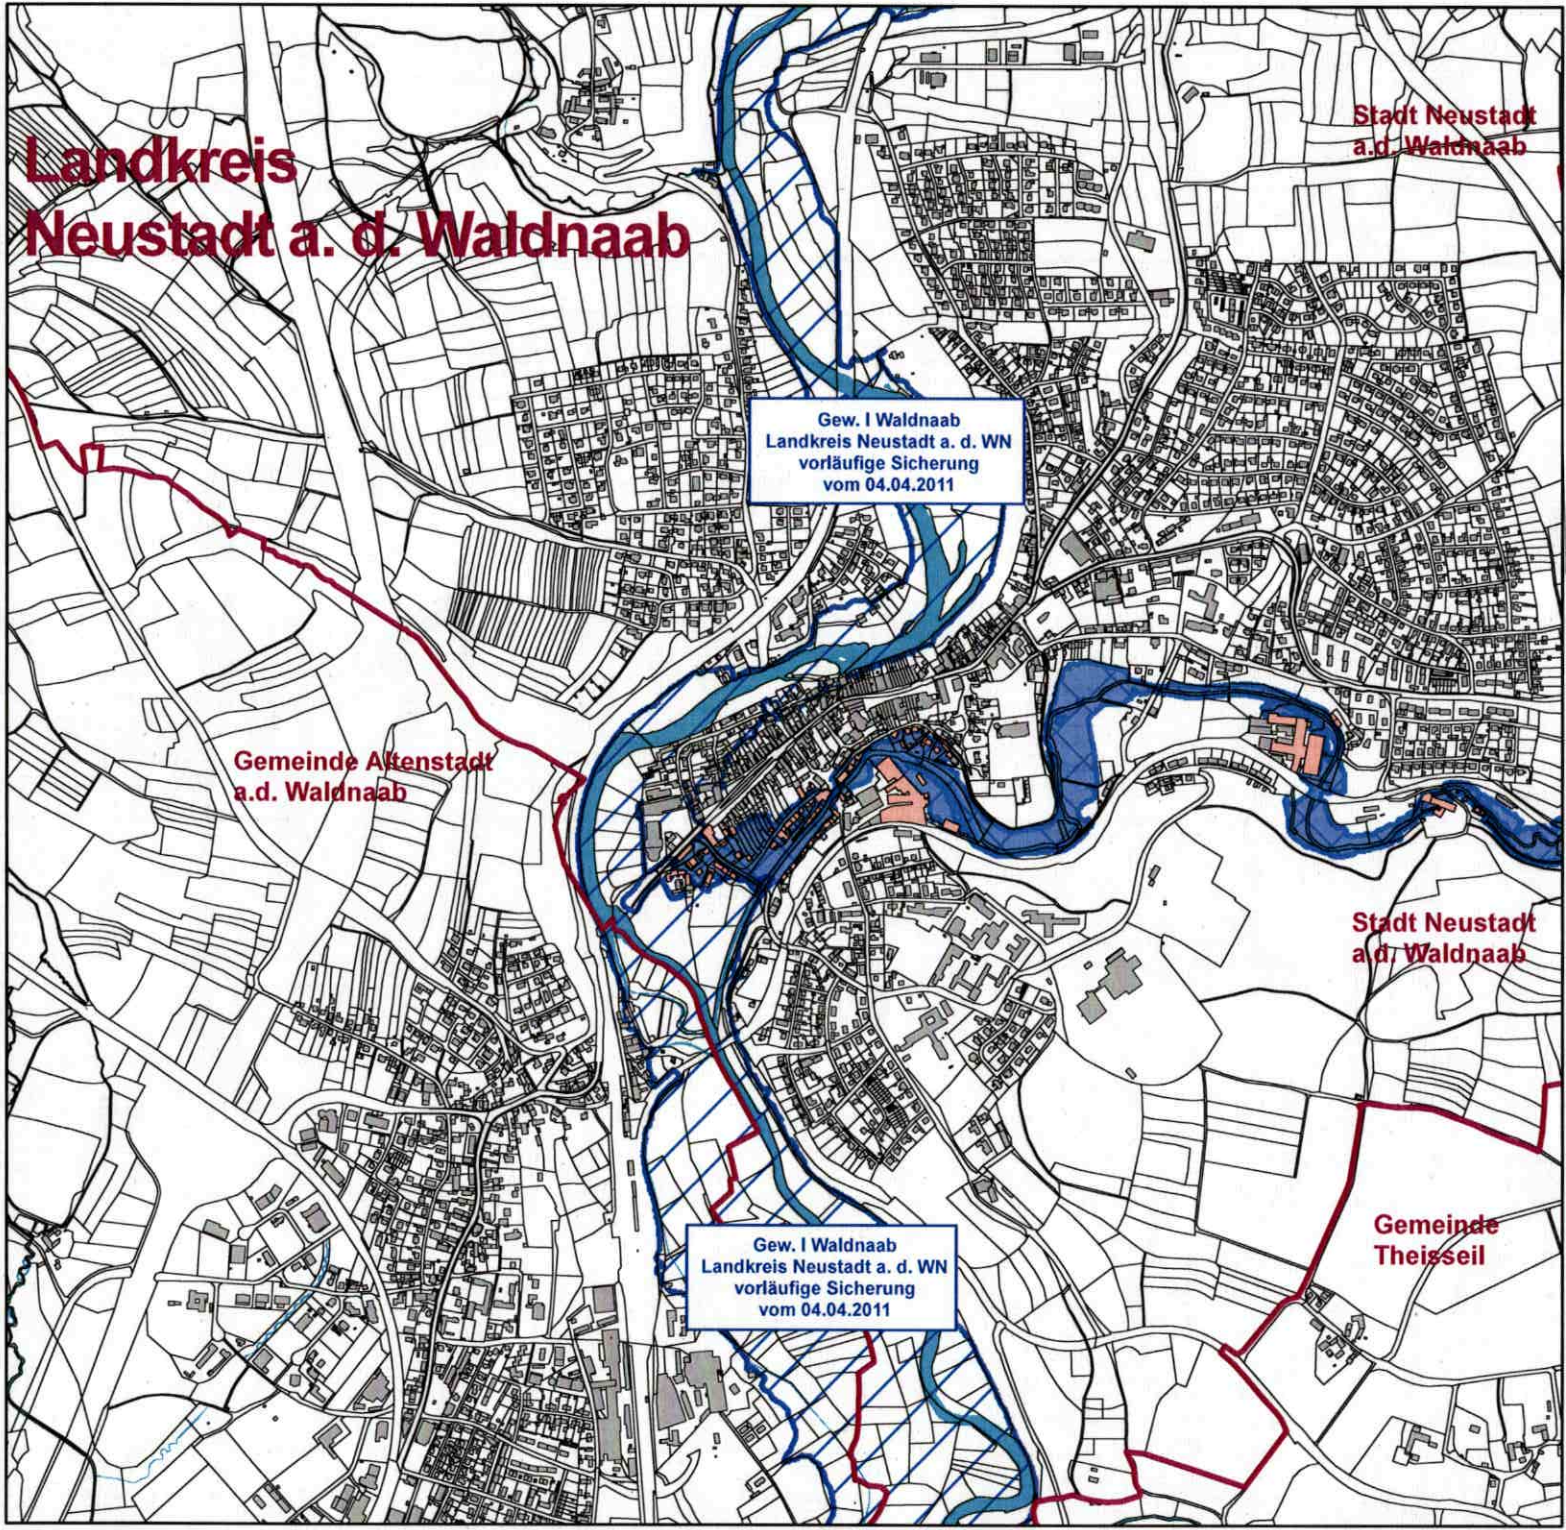 Landkreis
Neustadt a. d. Waldnaab
Stadt Neustadt
a.d. Waldnaab
Gew. I Waldnaab
Landkreis Neustadt a. d. WN
vorläufige Sicherung
vom 04.04.2011
Gemeinde Altenstadt
a.d. Waldnaab
Stadt Neustadt
a.d. Waldnaab
Gemeinde
Theisseil
Gew. I Waldnaab
Landkreis Neustadt a. d. WN
vorläufige Sicherung
vom 04.04.2011